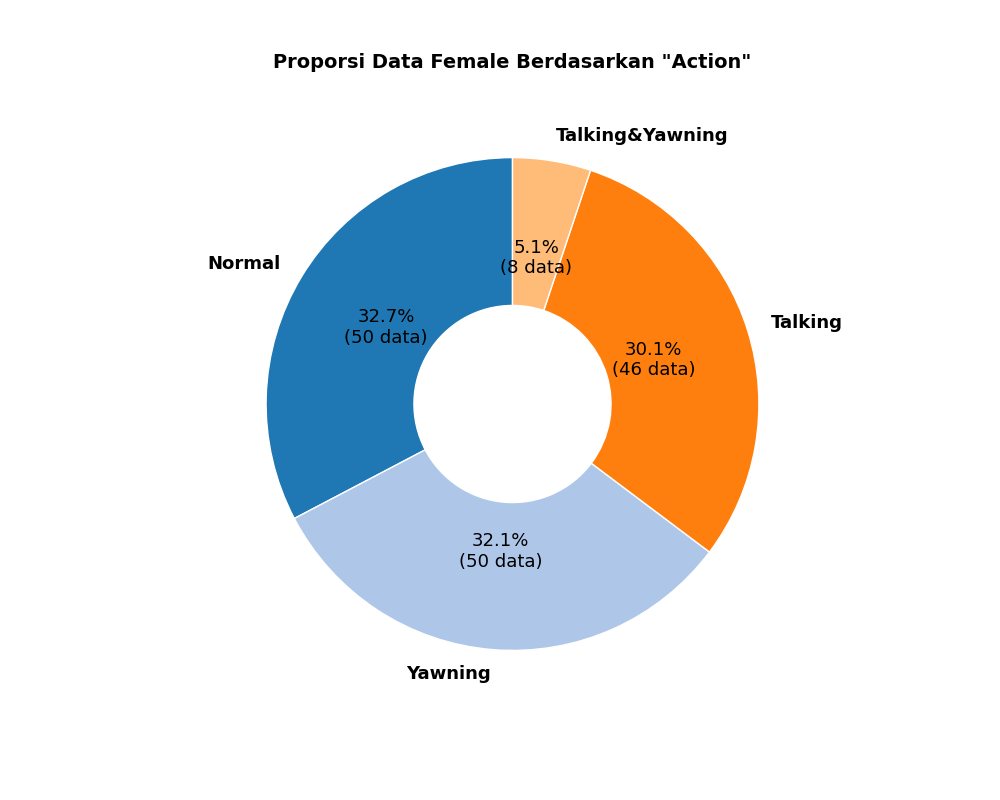 Proporsi Data Female Berdasarkan "Action"
Talking&Yawning
5.1%
(8 data)
Normal
32.7%
(50 data)
Talking
30.1%
(46 data)
32.1%
(50 data)
Yawning